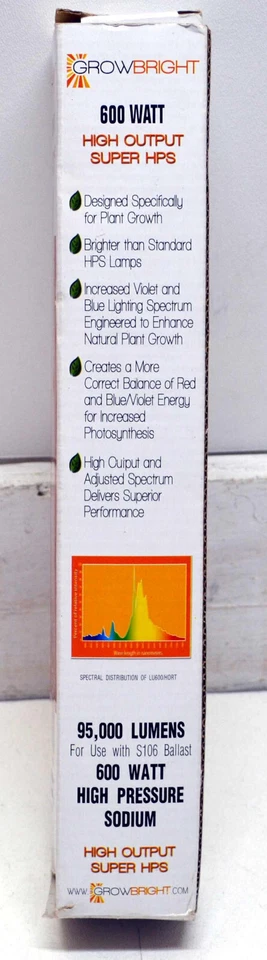 GROWBRIGHT
600 WATT
HIGH OUTPUT
SUPER HPS
Designed Specifically
for Plant Growth
Brighter than Standard
HPS Lamps
Increased Violet and
Blue Lighting Spectrum
Engineered to Enhance
Natural Plant Growth
Creates a More
Correct Balance of Red
and Blue/Violet Energy
for Increased
Photosynthesis
High Output and
Adjusted Spectrum
Delivers Superior
Performance
SPECTRAL DISTRIBUTION OF LU600/HORT
95,000 LUMENS
For Use with S106 Ballast
600 WATT
HIGH PRESSURE
SODIUM
HIGH OUTPUT
SUPER HPS
WWW.GROWBRIGHT.COM